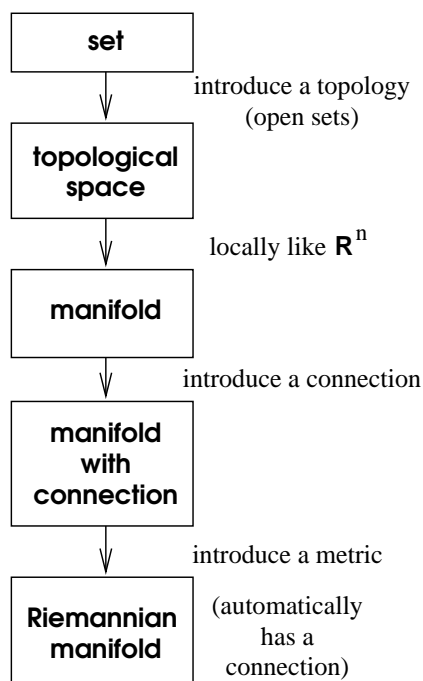 set
introduce a topology
(open sets)
topological
space
locally like R^n
manifold
introduce a connection
manifold
with
connection
introduce a metric
Riemannian
manifold
(automatically
has a
connection)